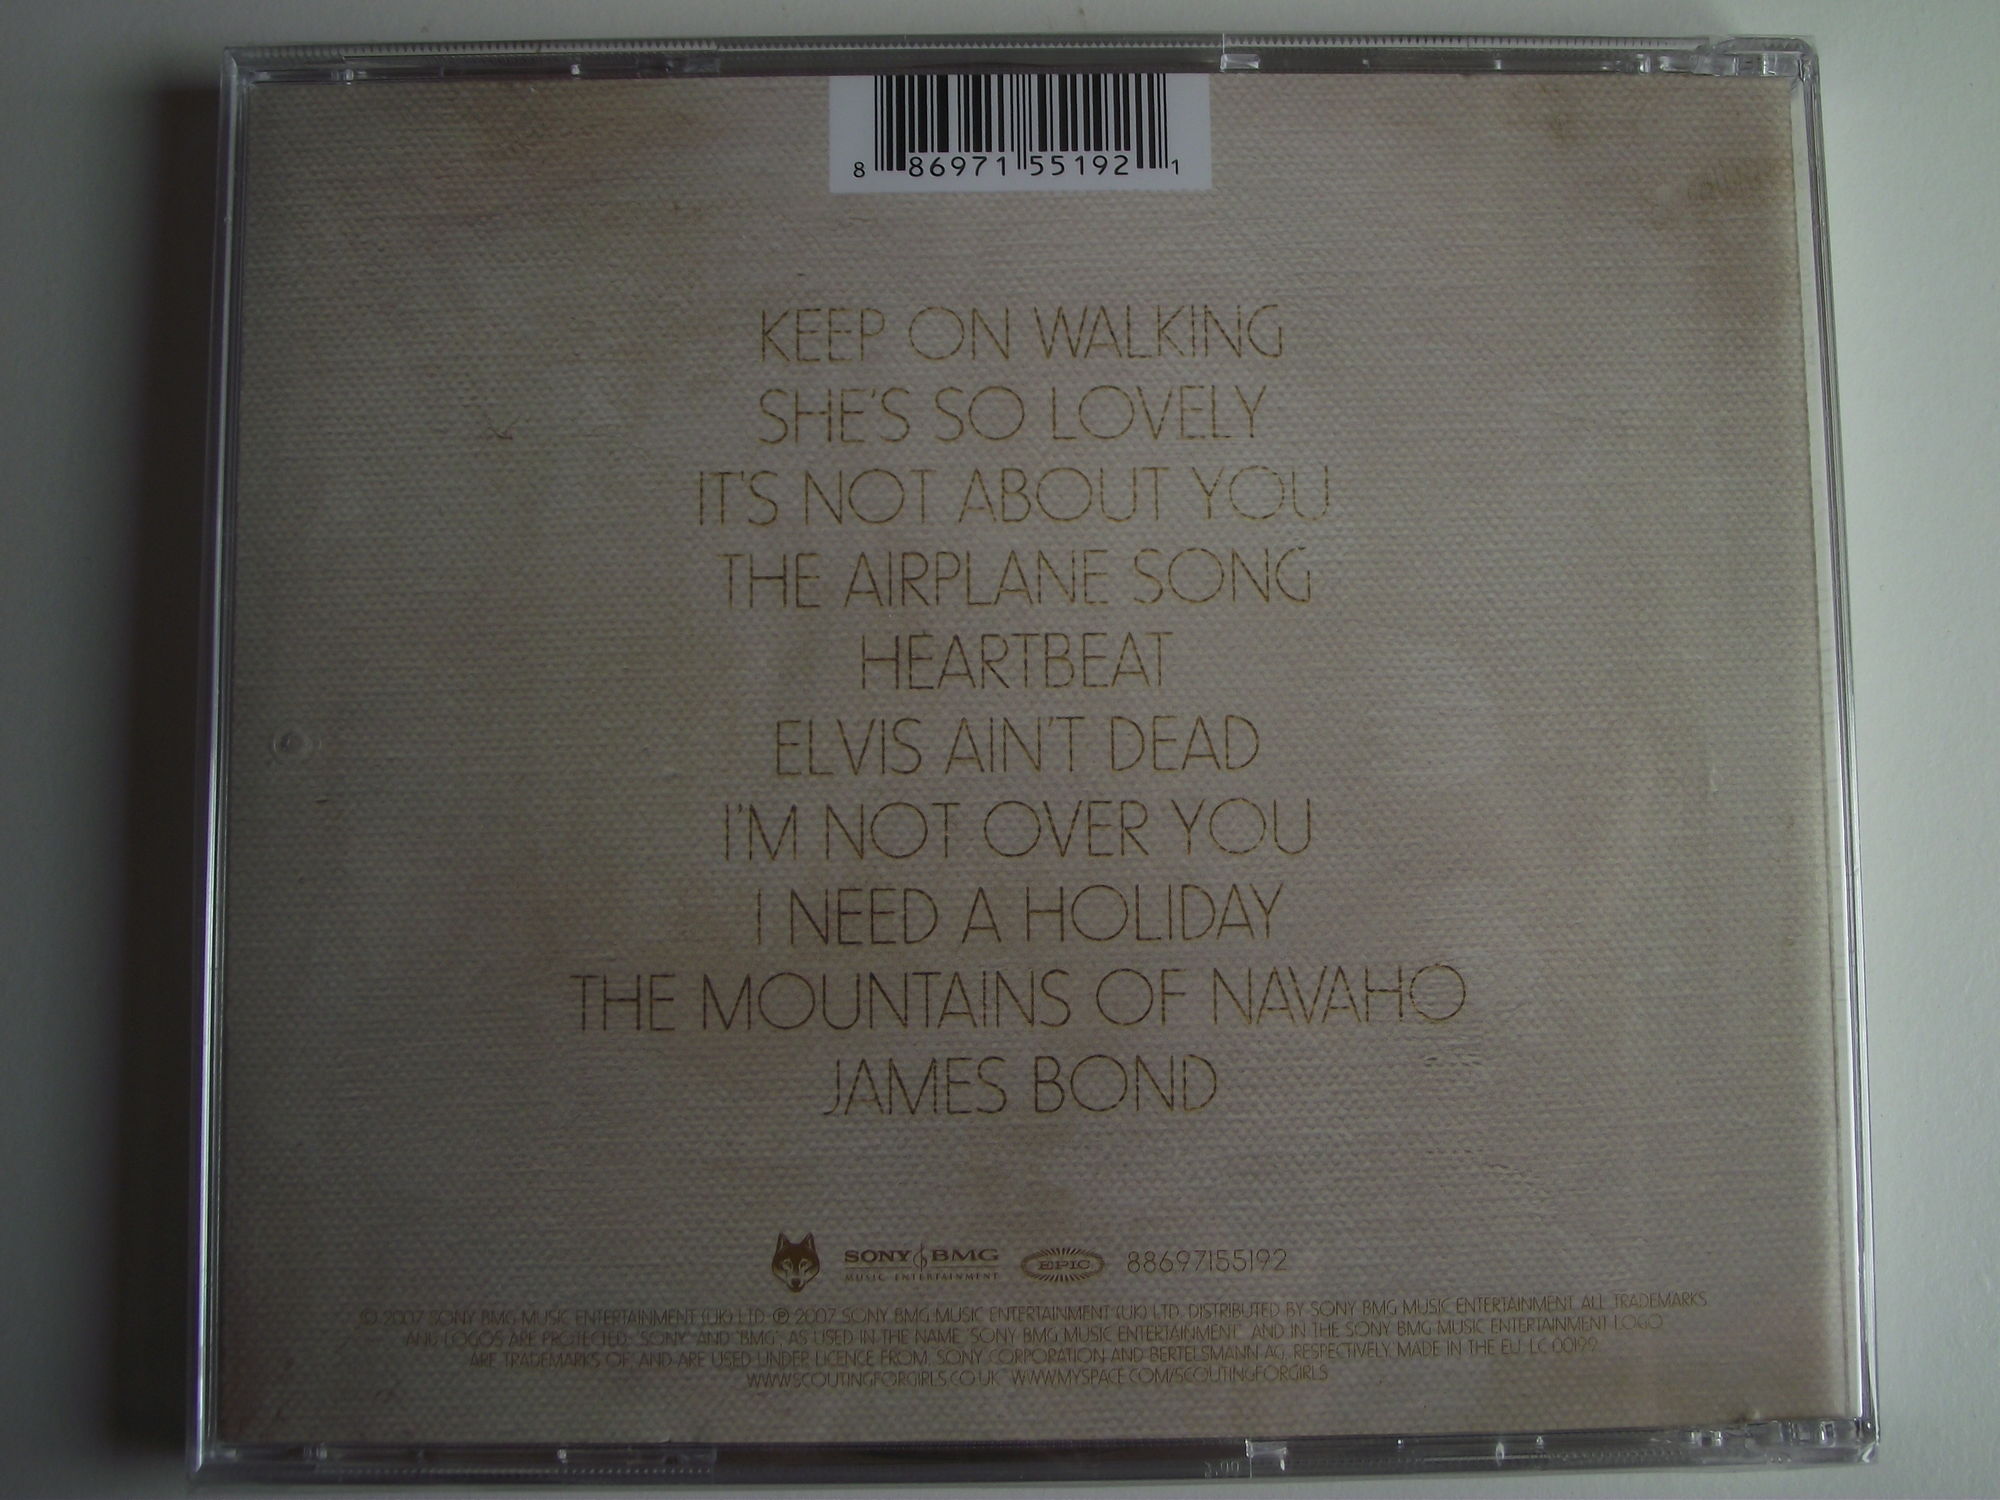 8 86971 55192 1
KEEP ON WALKING
SHE'S SO LOVELY
IT'S NOT ABOUT YOU
THE AIRPLANE SONG
HEARTBEAT
ELVIS AIN'T DEAD
I'M NOT OVER YOU
I NEED A HOLIDAY
THE MOUNTAINS OF NAVAHO
JAMES BOND
SONY BMG MUSIC ENTERTAINMENT EPIC 88697155192
© 2007 SONY BMG MUSIC ENTERTAINMENT (UK) LTD. ℗ 2007 SONY BMG MUSIC ENTERTAINMENT (UK) LTD. DISTRIBUTED BY SONY BMG MUSIC ENTERTAINMENT. ALL TRADEMARKS
AND LOGOS ARE PROTECTED. 'SONY' AND 'BMG', AS USED IN THE NAME 'SONY BMG MUSIC ENTERTAINMENT' AND IN THE SONY BMG MUSIC ENTERTAINMENT LOGO
ARE TRADEMARKS OF, AND ARE USED UNDER LICENCE FROM, SONY CORPORATION AND BERTELSMANN AG, RESPECTIVELY. MADE IN THE EU. LC 00199.
WWW.SCOUTINGFORGIRLS.CO.UK WWW.MYSPACE.COM/SCOUTINGFORGIRLS